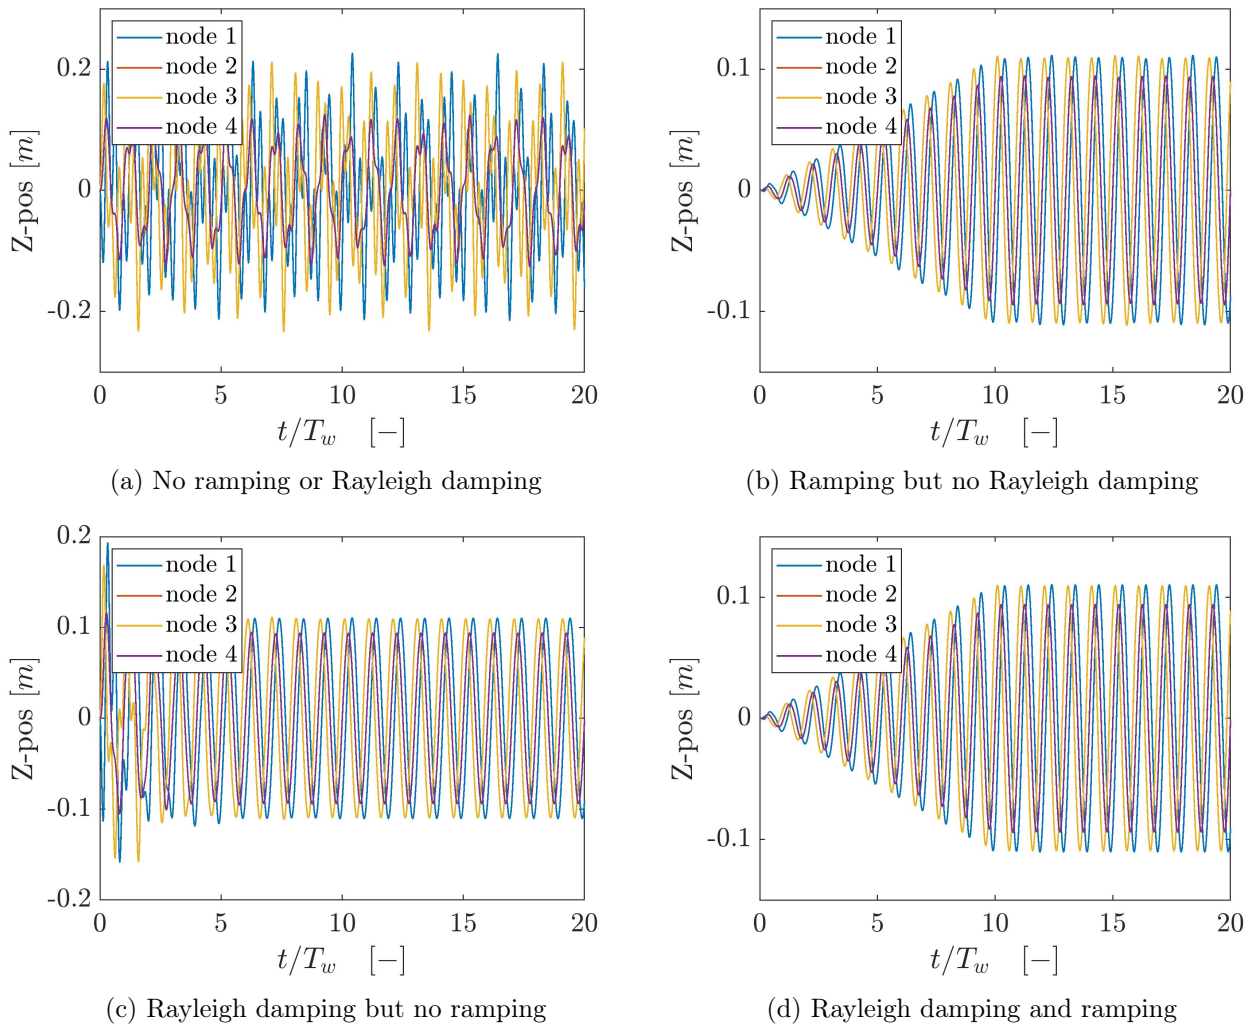 node 1
node 2
node 3
node 4
0.2
0
-0.2
Z-pos [m]
0 5 10 15 20
t/T_w [−]
(a) No ramping or Rayleigh damping
node 1
node 2
node 3
node 4
0.1
0
-0.1
Z-pos [m]
0 5 10 15 20
t/T_w [−]
(b) Ramping but no Rayleigh damping
node 1
node 2
node 3
node 4
0.2
0.1
0
-0.1
-0.2
Z-pos [m]
0 5 10 15 20
t/T_w [−]
(c) Rayleigh damping but no ramping
node 1
node 2
node 3
node 4
0.1
0
-0.1
Z-pos [m]
0 5 10 15 20
t/T_w [−]
(d) Rayleigh damping and ramping